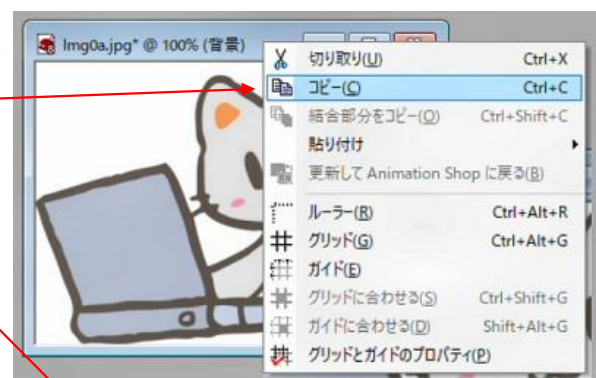 Img0a.jpg* @ 100% (背景)
切り取り(U) Ctrl+X
コピー(C) Ctrl+C
結合部分をコピー(O) Ctrl+Shift+C
貼り付け
更新して Animation Shop に戻る(B)
ルーラー(R) Ctrl+Alt+R
グリッド(G) Ctrl+Alt+G
ガイド(E)
グリッドに合わせる(S) Ctrl+Shift+G
ガイドに合わせる(D) Shift+Alt+G
グリッドとガイドのプロパティ(P)